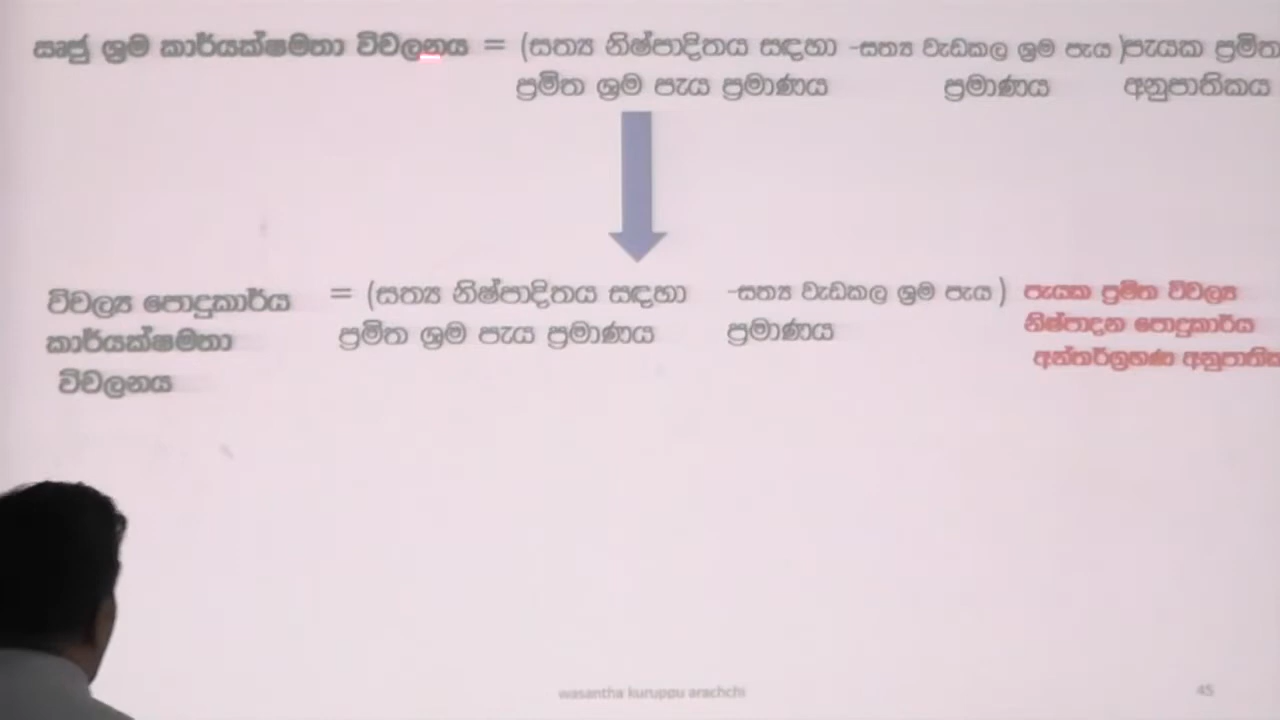 ඍජු ශ්‍රම කාර්යක්ෂමතා විචලනය = (සත්‍ය නිෂ්පාදිතය සඳහා -සත්‍ය වැඩකල ශ්‍රම පැය )පැයක ප්‍රමිත
ප්‍රමිත ශ්‍රම පැය ප්‍රමාණය ප්‍රමාණය අනුපාතිකය
විචල්‍ය පොදුකාර්ය = (සත්‍ය නිෂ්පාදිතය සඳහා -සත්‍ය වැඩකල ශ්‍රම පැය ) පැයක ප්‍රමිත විචල්‍ය
කාර්යක්ෂමතා ප්‍රමිත ශ්‍රම පැය ප්‍රමාණය ප්‍රමාණය නිෂ්පාදන පොදුකාර්ය
විචලනය අන්තර්ග්‍රහණ
wasantha kuruppu arachchi 45